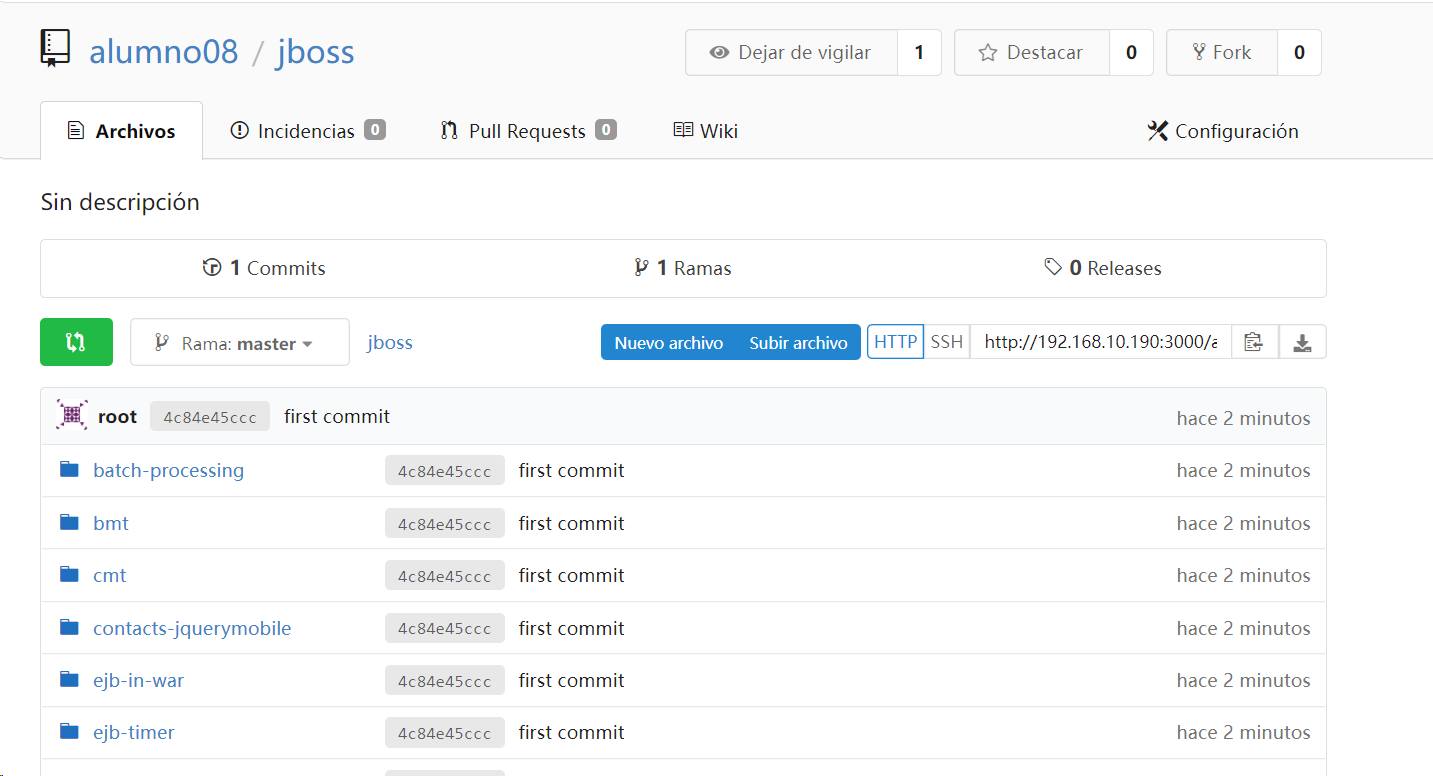 alumno08 / jboss
Dejar de vigilar 1 Destacar 0 Fork 0
Archivos Incidencias 0 Pull Requests 0 Wiki Configuración
Sin descripción
1 Commits 1 Ramas 0 Releases
Rama: master jboss Nuevo archivo Subir archivo HTTP SSH http://192.168.10.190:3000/a
root 4c84e45ccc first commit hace 2 minutos
batch-processing 4c84e45ccc first commit hace 2 minutos
bmt 4c84e45ccc first commit hace 2 minutos
cmt 4c84e45ccc first commit hace 2 minutos
contacts-jquerymobile 4c84e45ccc first commit hace 2 minutos
ejb-in-war 4c84e45ccc first commit hace 2 minutos
ejb-timer 4c84e45ccc first commit hace 2 minutos